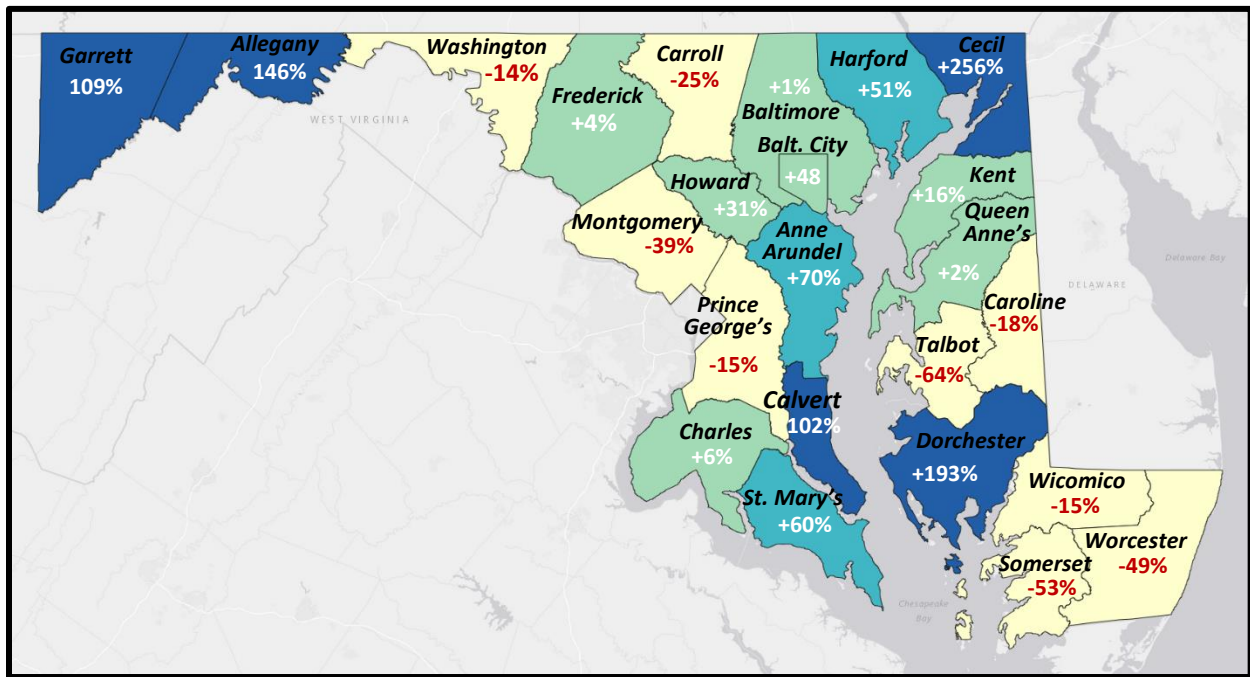 Garrett
109%
Allegany
146%
Washington
-14%
Frederick
+4%
Carroll
-25%
+1%
Baltimore
Balt. City
+48
Harford
+51%
Cecil
+256%
WEST VIRGINIA
Howard
+31%
Montgomery
-39%
Anne
Arundel
+70%
Kent
+16%
Queen
Anne's
+2%
Delaware Bay
DELAWARE
Caroline
-18%
Prince
George's
-15%
Talbot
-64%
Calvert
102%
Charles
+6%
Dorchester
+193%
St. Mary's
+60%
Wicomico
-15%
Worcester
-49%
Somerset
-53%
Chesapeake
Bay